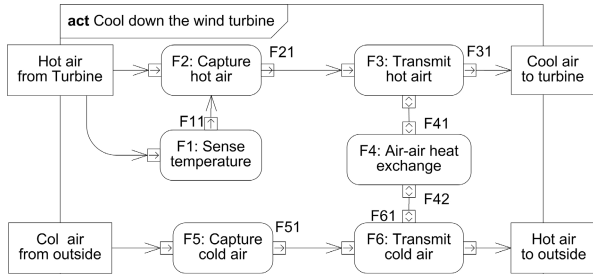 act Cool down the wind turbine
Hot air
from Turbine
F2: Capture
hot air
F21
F3: Transmit
hot airt
F31
Cool air
to turbine
F11
F1: Sense
temperature
F41
F4: Air-air heat
exchange
F42
F61
Col air
from outside
F5: Capture
cold air
F51
F6: Transmit
cold air
Hot air
to outside